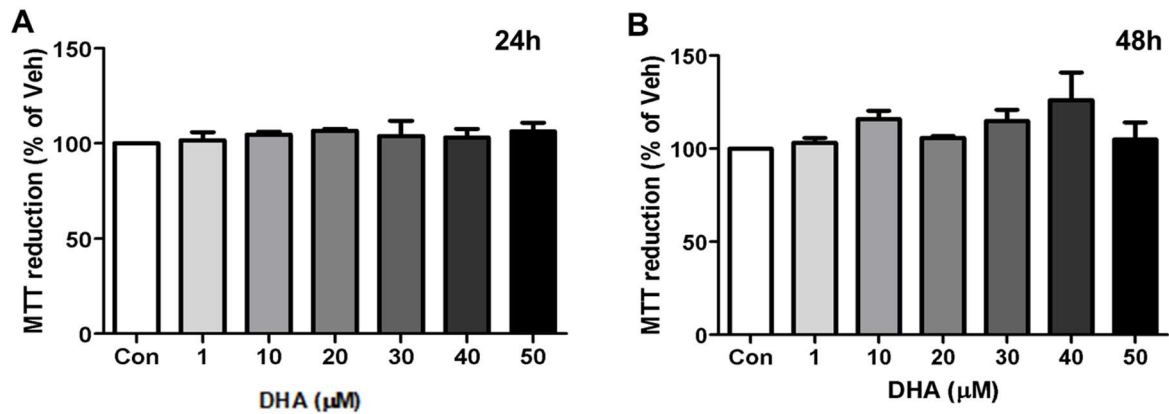 A
24h
MTT reduction (% of Veh)
150
100
50
0
Con 1 10 20 30 40 50
DHA (μM)
B
48h
MTT reduction (% of Veh)
150
100
50
0
Con 1 10 20 30 40 50
DHA (μM)